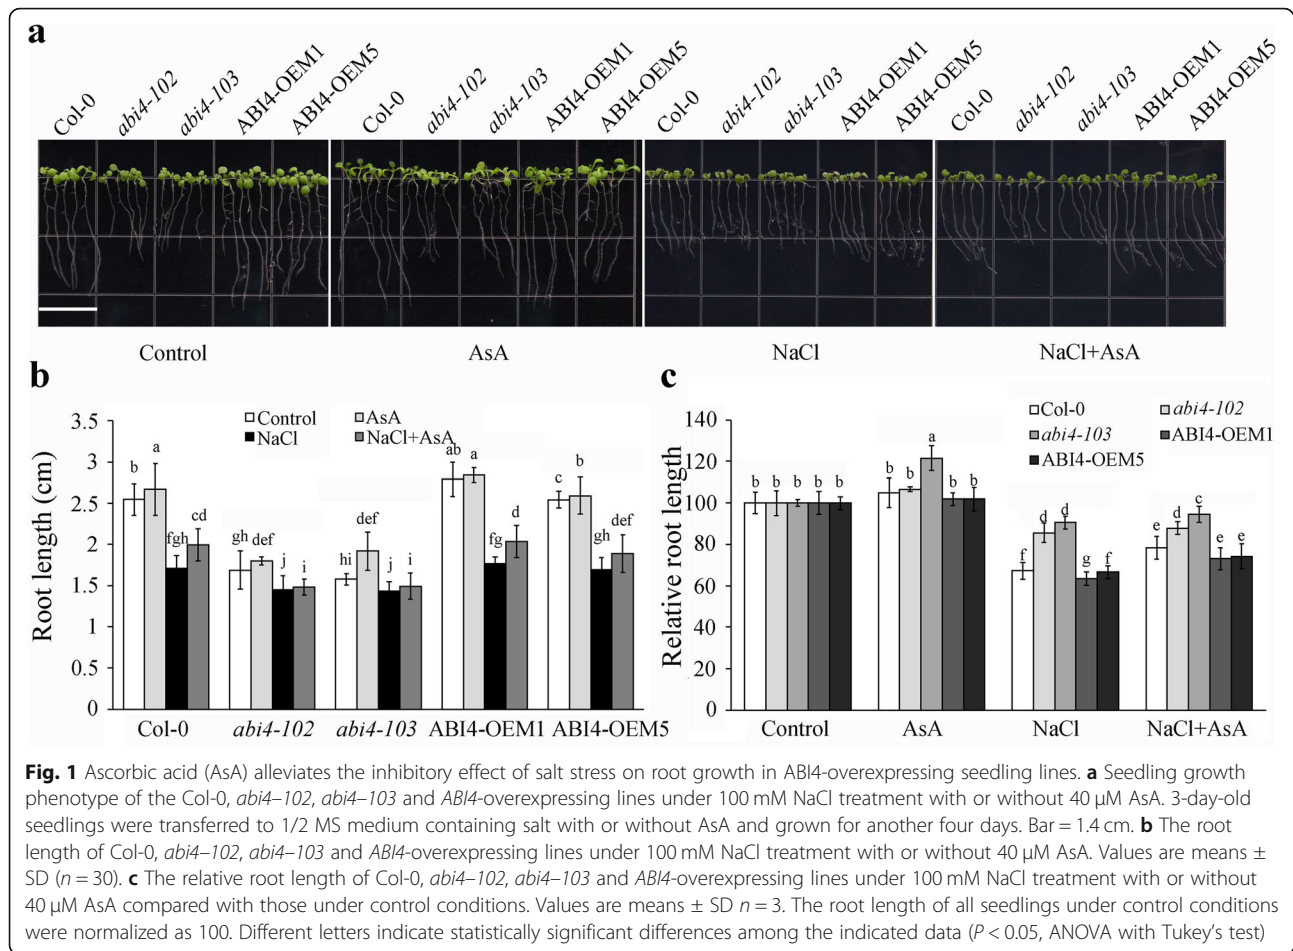 a
Col-0 abi4-102 abi4-103 ABI4-OEM1 ABI4-OEM5 Col-0 abi4-102 abi4-103 ABI4-OEM1 ABI4-OEM5 Col-0 abi4-102 abi4-103 ABI4-OEM1 ABI4-OEM5 Col-0 abi4-102 abi4-103 ABI4-OEM1 ABI4-OEM5
Control AsA NaCl NaCl+AsA
b
Root length (cm)
3.5
3
2.5
2
1.5
1
0.5
0
Control AsA
NaCl NaCl+AsA
b a fgh cd gh def j i hi def j i ab a fg d c b gh def
Col-0 abi4-102 abi4-103 ABI4-OEM1 ABI4-OEM5
c
Relative root length
140
120
100
80
60
40
20
0
Col-0 abi4-102
abi4-103 ABI4-OEM1
ABI4-OEM5
b b b b b b b a b b f d d g f e d c e e
Control AsA NaCl NaCl+AsA
Fig. 1 Ascorbic acid (AsA) alleviates the inhibitory effect of salt stress on root growth in ABI4-overexpressing seedling lines. a Seedling growth
phenotype of the Col-0, abi4–102, abi4–103 and ABI4-overexpressing lines under 100 mM NaCl treatment with or without 40 μM AsA. 3-day-old
seedlings were transferred to 1/2 MS medium containing salt with or without AsA and grown for another four days. Bar = 1.4 cm. b The root
length of Col-0, abi4–102, abi4–103 and ABI4-overexpressing lines under 100 mM NaCl treatment with or without 40 μM AsA. Values are means ±
SD (n = 30). c The relative root length of Col-0, abi4–102, abi4–103 and ABI4-overexpressing lines under 100 mM NaCl treatment with or without
40 μM AsA compared with those under control conditions. Values are means ± SD n = 3. The root length of all seedlings under control conditions
were normalized as 100. Different letters indicate statistically significant differences among the indicated data (P < 0.05, ANOVA with Tukey's test)